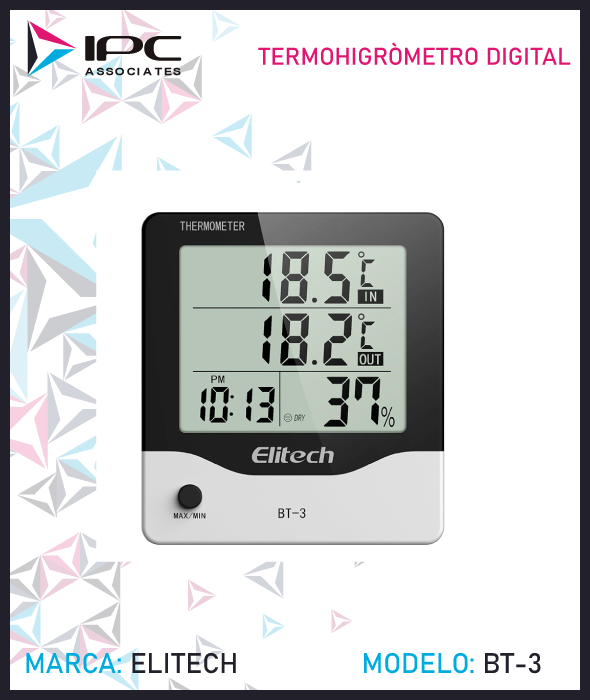 IPC
ASSOCIATES
TERMOHIGRÒMETRO DIGITAL
THERMOMETER
18.5 °C
IN
18.2 °C
OUT
PM
10:13 DRY 37%
Elitech
MAX/MIN
BT-3
MARCA: ELITECH
MODELO: BT-3